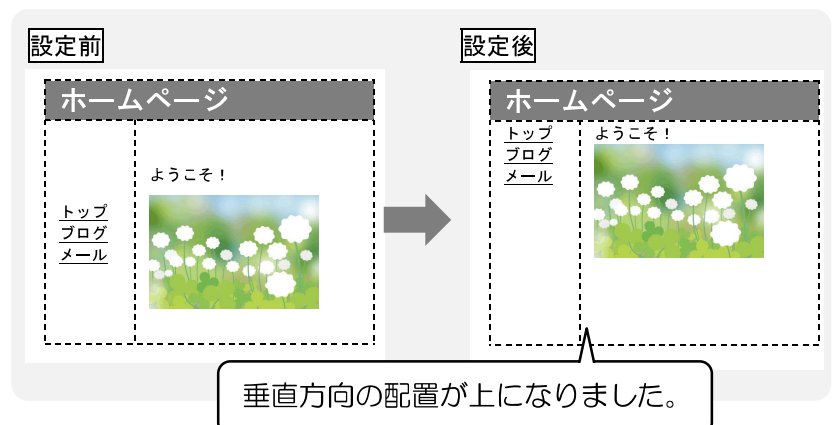 設定前
ホームページ
ようこそ！
トップ
ブログ
メール
設定後
ホームページ
トップ
ブログ
メール
ようこそ！
垂直方向の配置が上になりました。